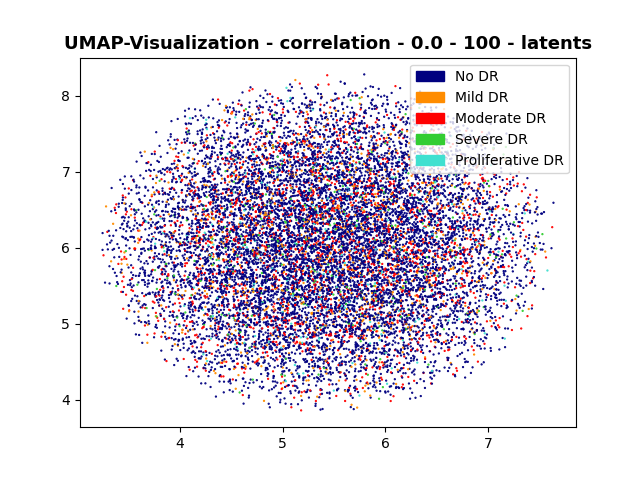 UMAP-Visualization - correlation - 0.0 - 100 - latents
No DR
Mild DR
Moderate DR
Severe DR
Proliferative DR
8
7
6
5
4
4 5 6 7